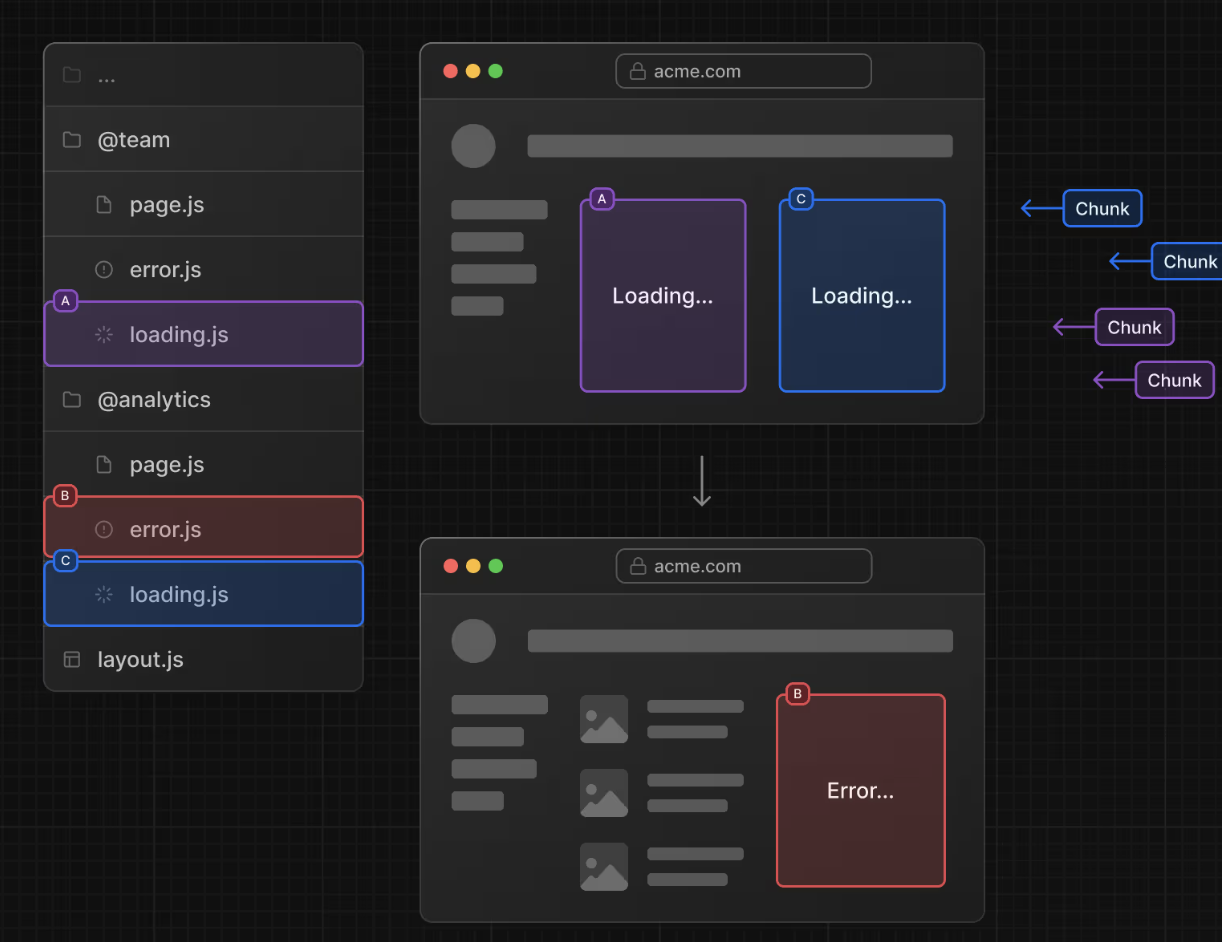 ...
@team
page.js
error.js
A
loading.js
@analytics
page.js
B
error.js
C
loading.js
layout.js
acme.com
A
C
Loading...
Loading...
Chunk
Chunk
Chunk
Chunk
acme.com
B
Error...